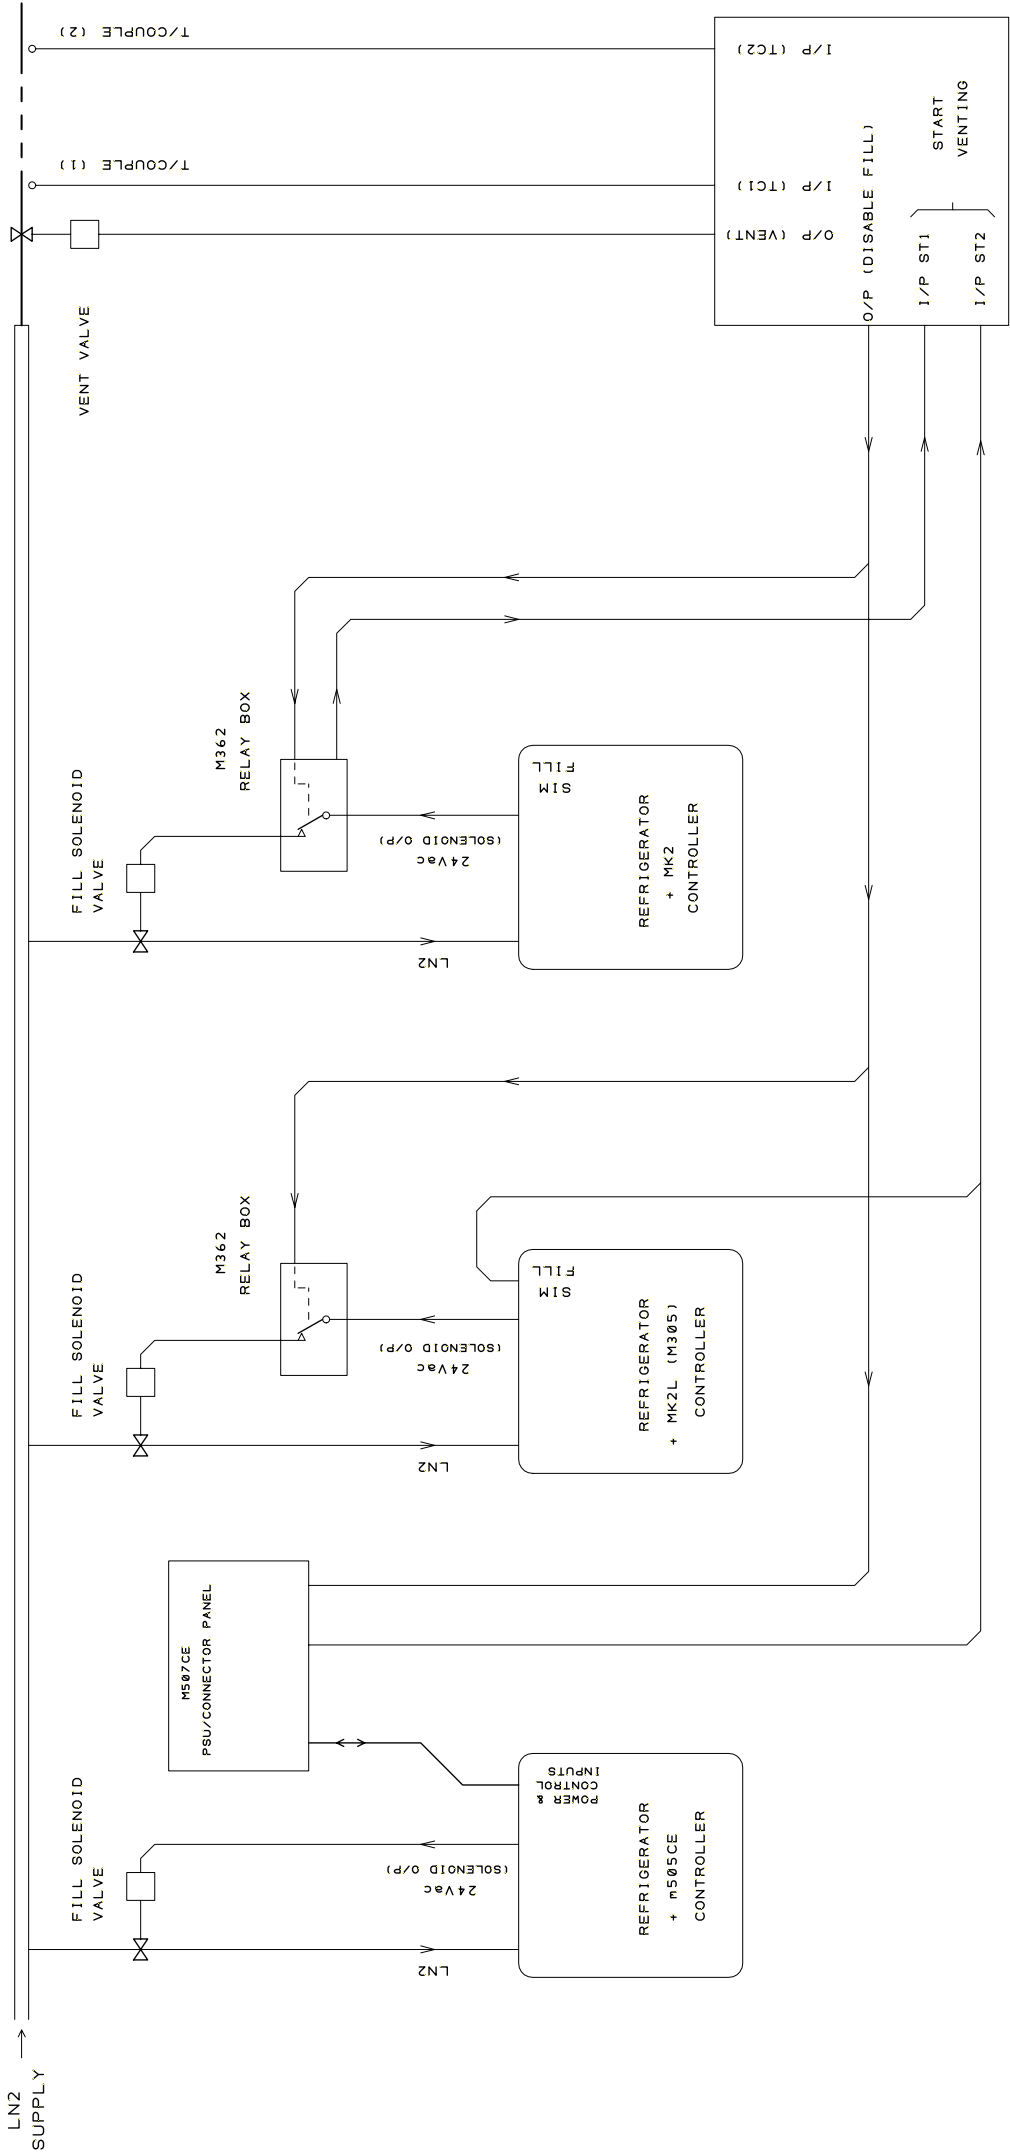 T/COUPLE (2)
I/P (TC2)
START
VENTING
T/COUPLE (1)
I/P (TC1)
O/P (VENT)
O/P (DISABLE FILL)
I/P ST1
I/P ST2
VENT VALVE
M362
RELAY BOX
FILL SOLENOID
VALVE
SIM
FILL
24Vac
(SOLENOID O/P)
REFRIGERATOR
+ MK2
CONTROLLER
LN2
M362
RELAY BOX
FILL SOLENOID
VALVE
SIM
FILL
24Vac
(SOLENOID O/P)
REFRIGERATOR
+ MK2L (M305)
CONTROLLER
LN2
M507CE
PSU/CONNECTOR PANEL
FILL SOLENOID
VALVE
POWER &
CONTROL
INPUTS
24Vac
(SOLENOID O/P)
REFRIGERATOR
+ m505CE
CONTROLLER
LN2
LN2
SUPPLY